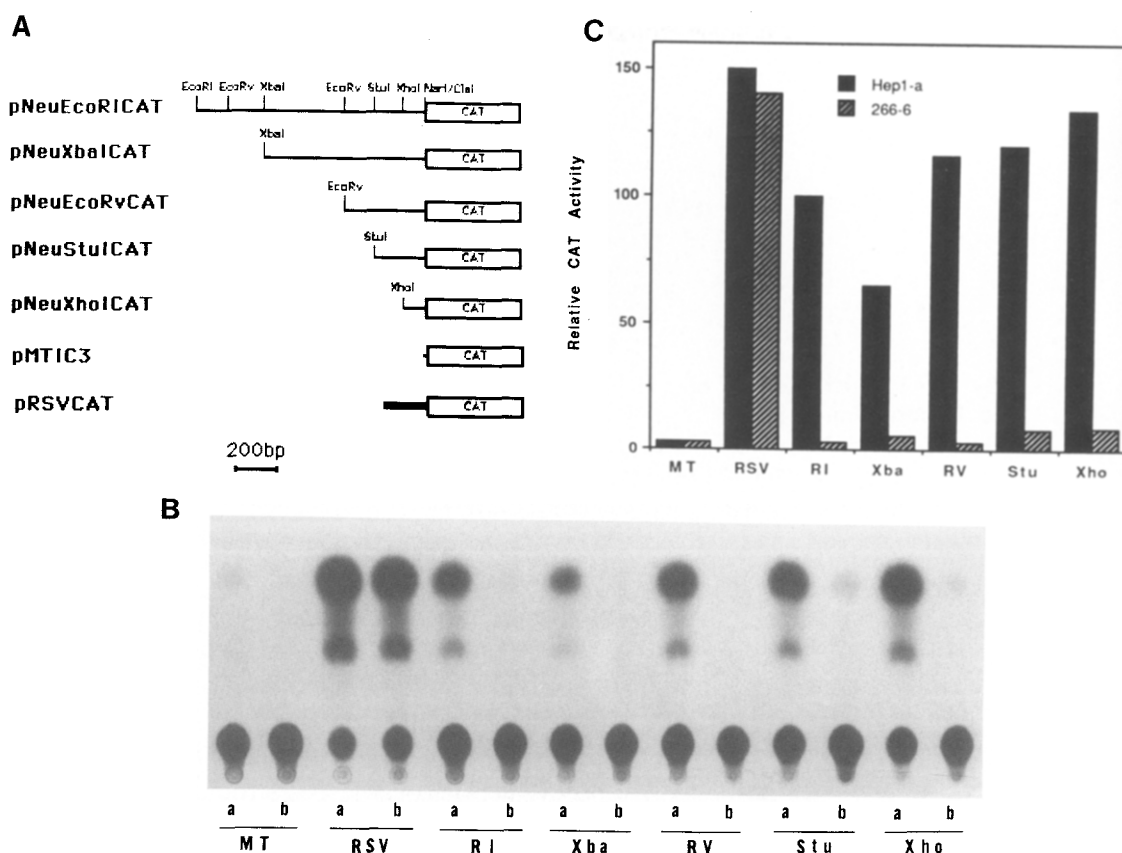 A
EcoRI EcoRv XbaI EcoRv StuI XhoI NarI/ClaI
pNeuEcoRICAT CAT
XbaI
pNeuXbaICAT CAT
EcoRv
pNeuEcoRvCAT CAT
StuI
pNeuStuICAT CAT
XhoI
pNeuXhoICAT CAT
pMTIC3 CAT
pRSVCAT CAT
200bp
C
Relative CAT Activity
150
100
50
0
Hep1-a
266-6
MT RSV RI Xba RV Stu Xho
B
a b a b a b a b a b a b a b
MT RSV RI Xba RV Stu Xho